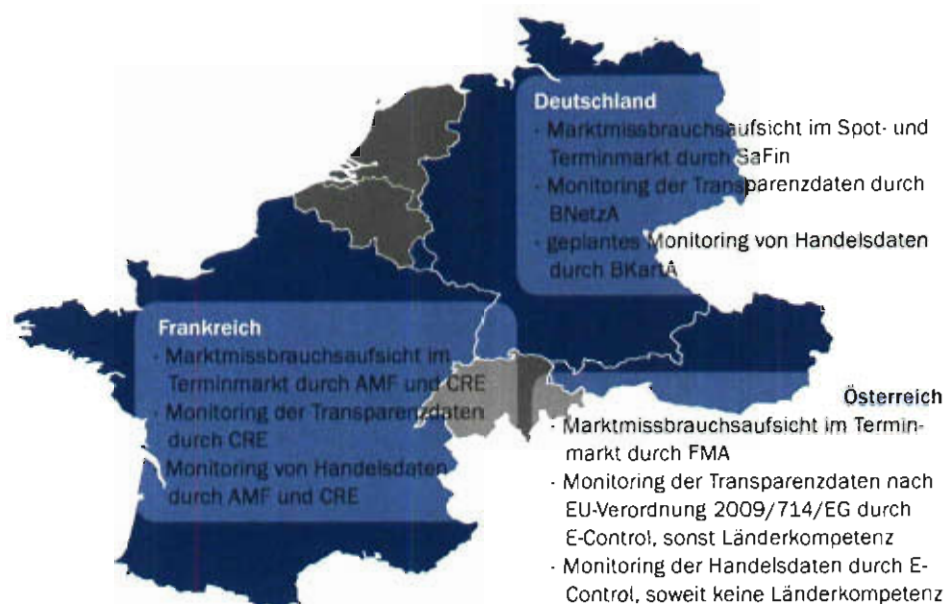 Deutschland
· Marktmissbrauchsaufsicht im Spot- und
Terminmarkt durch SaFin
· Monitoring der Transparenzdaten durch
BNetzA
· geplantes Monitoring von Handelsdaten
durch BKartA
Frankreich
· Marktmissbrauchsaufsicht im
Terminmarkt durch AMF und CRE
· Monitoring der Transparenzdaten
durch CRE
· Monitoring von Handelsdaten
durch AMF und CRE
Österreich
· Marktmissbrauchsaufsicht im Termin-
markt durch FMA
· Monitoring der Transparenzdaten nach
EU-Verordnung 2009/714/EG durch
E-Control, sonst Länderkompetenz
· Monitoring der Handelsdaten durch E-
Control, soweit keine Länderkompetenz